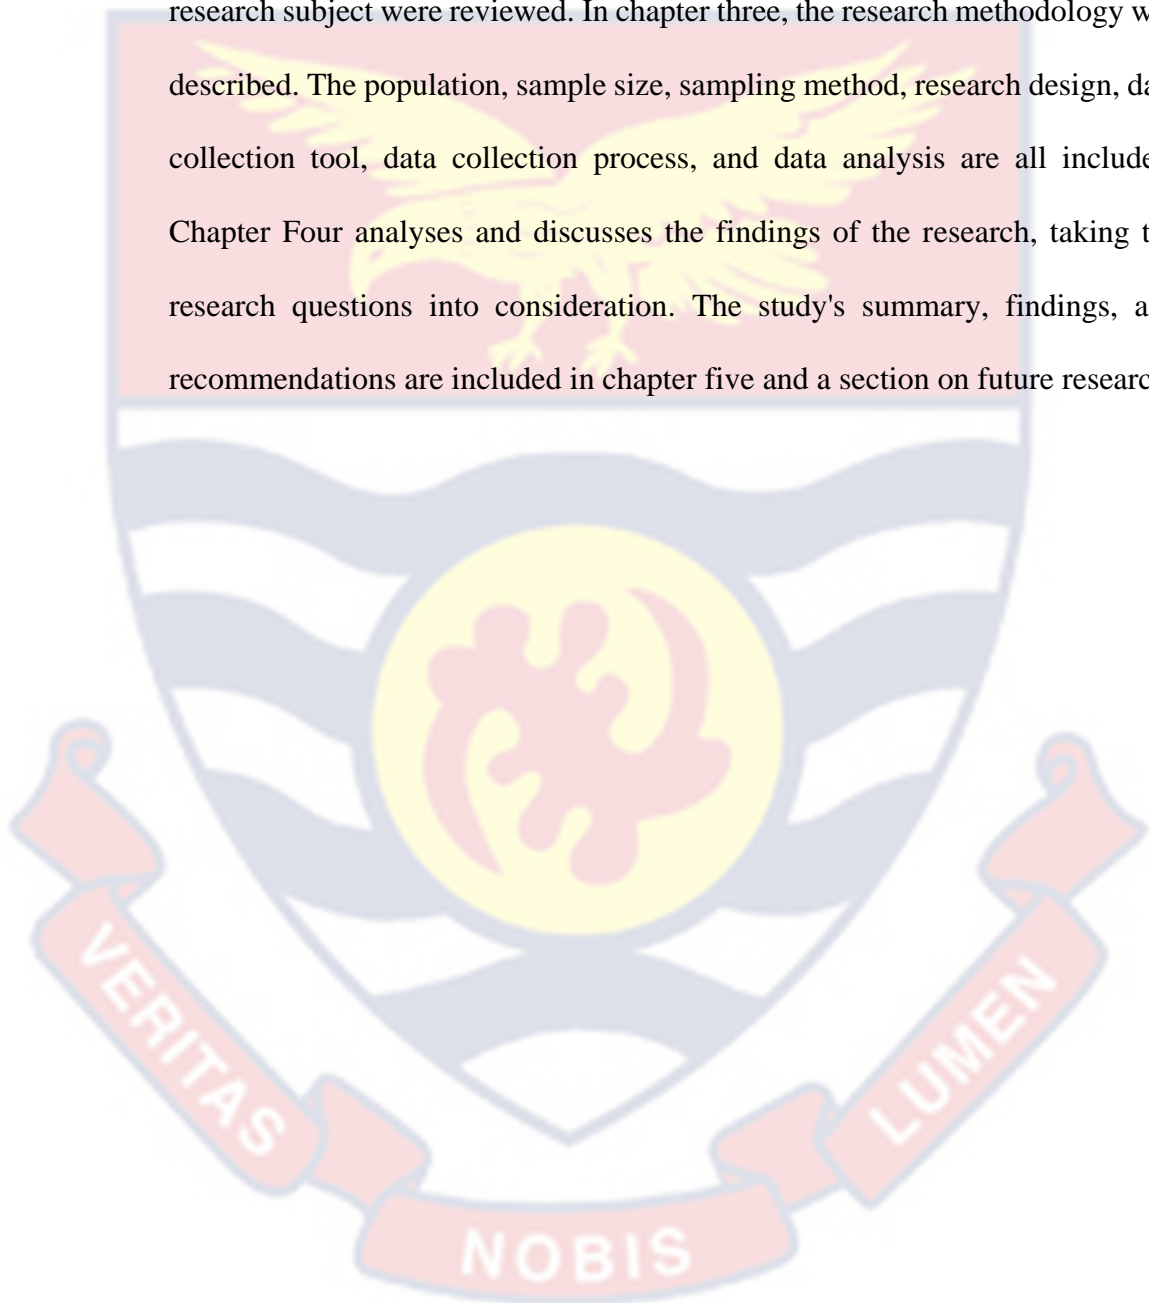 research subject were reviewed. In chapter three, the research methodology w
described. The population, sample size, sampling method, research design, da
collection tool, data collection process, and data analysis are all include
Chapter Four analyses and discusses the findings of the research, taking t
research questions into consideration. The study's summary, findings, a
recommendations are included in chapter five and a section on future researc
VERITAS
NOBIS
LUMEN